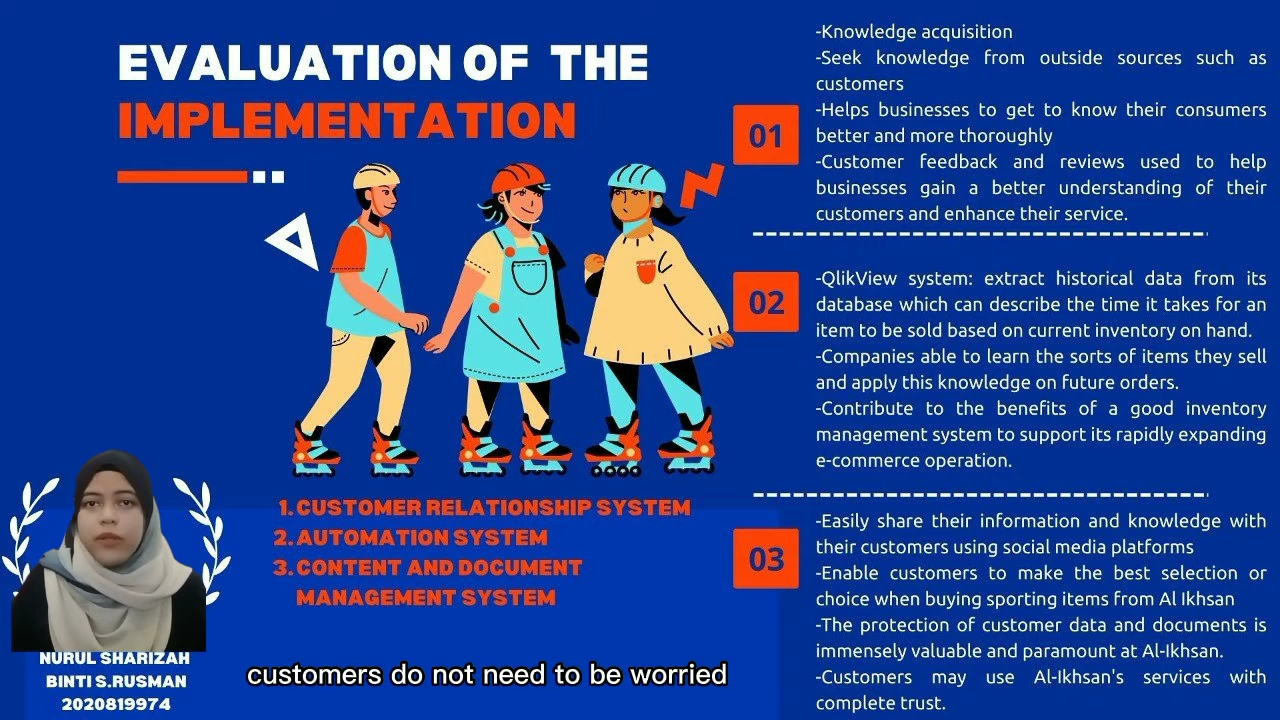 EVALUATION OF THE
IMPLEMENTATION
1. CUSTOMER RELATIONSHIP SYSTEM
2. AUTOMATION SYSTEM
3. CONTENT AND DOCUMENT
MANAGEMENT SYSTEM
NURUL SHARIZAH
BINTI S.RUSMAN
2020819974
customers do not need to be worried
01
-Knowledge acquisition
-Seek knowledge from outside sources such as
customers
-Helps businesses to get to know their consumers
better and more thoroughly
-Customer feedback and reviews used to help
businesses gain a better understanding of their
customers and enhance their service.
02
-QlikView system: extract historical data from its
database which can describe the time it takes for an
item to be sold based on current inventory on hand.
-Companies able to learn the sorts of items they sell
and apply this knowledge on future orders.
-Contribute to the benefits of a good inventory
management system to support its rapidly expanding
e-commerce operation.
03
-Easily share their information and knowledge with
their customers using social media platforms
-Enable customers to make the best selection or
choice when buying sporting items from Al Ikhsan
-The protection of customer data and documents is
immensely valuable and paramount at Al-Ikhsan.
-Customers may use Al-Ikhsan's services with
complete trust.